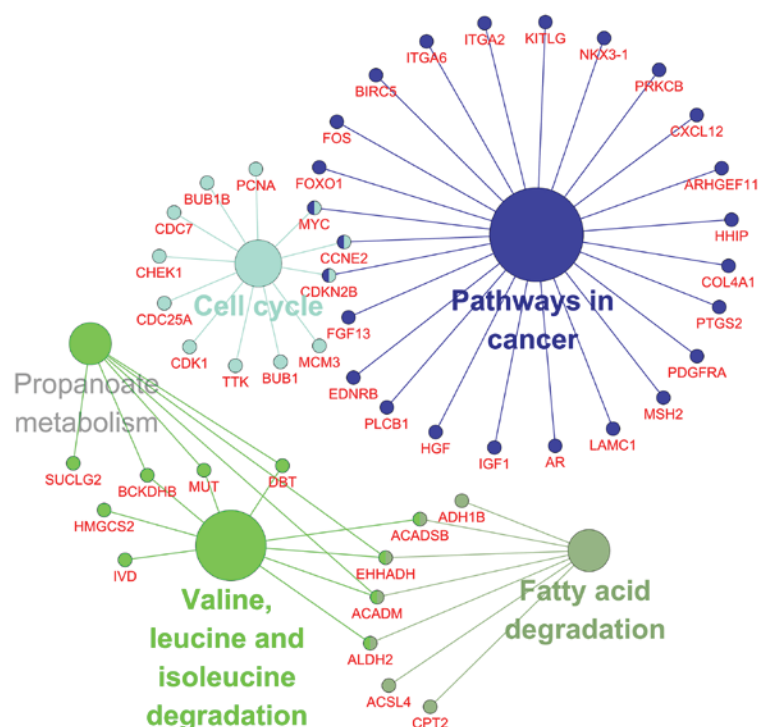 ITGA2
KITLG
ITGA6
NKX3-1
BIRC5
PRKCB
FOS
CXCL12
PCNA
FOXO1
ARHGEF11
BUB1B
MYC
HHIP
CDC7
CCNE2
CHEK1
CDKN2B
COL4A1
Cell cycle
Pathways in
cancer
CDC25A
FGF13
PTGS2
CDK1
TTK
BUB1
MCM3
PDGFRA
Propanoate
metabolism
EDNRB
MSH2
PLCB1
HGF
IGF1
AR
LAMC1
SUCLG2
BCKDHB
MUT
DBT
HMGCS2
ADH1B
ACADSB
IVD
EHHADH
Valine,
leucine and
isoleucine
degradation
Fatty acid
degradation
ACADM
ALDH2
ACSL4
CPT2